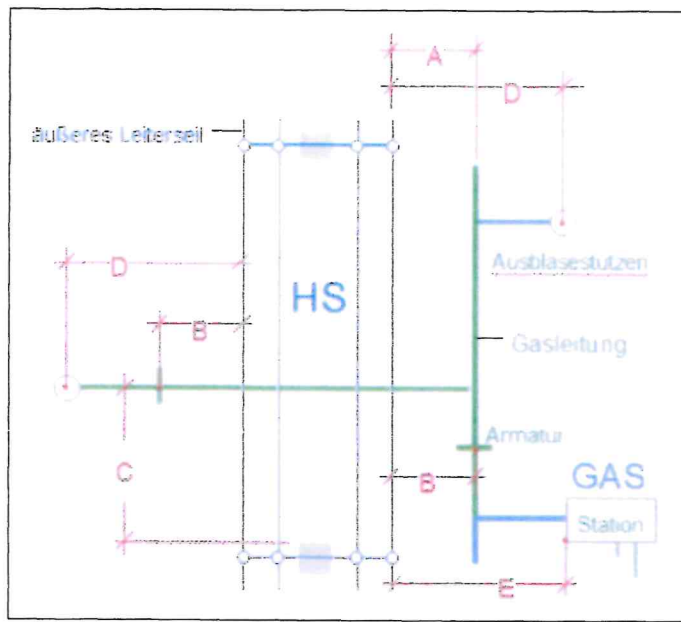 A
D
äußeres Leiterseil
Ausblasestutzen
D
HS
B
Gasleitung
Armatur
C
B
GAS
Station
E